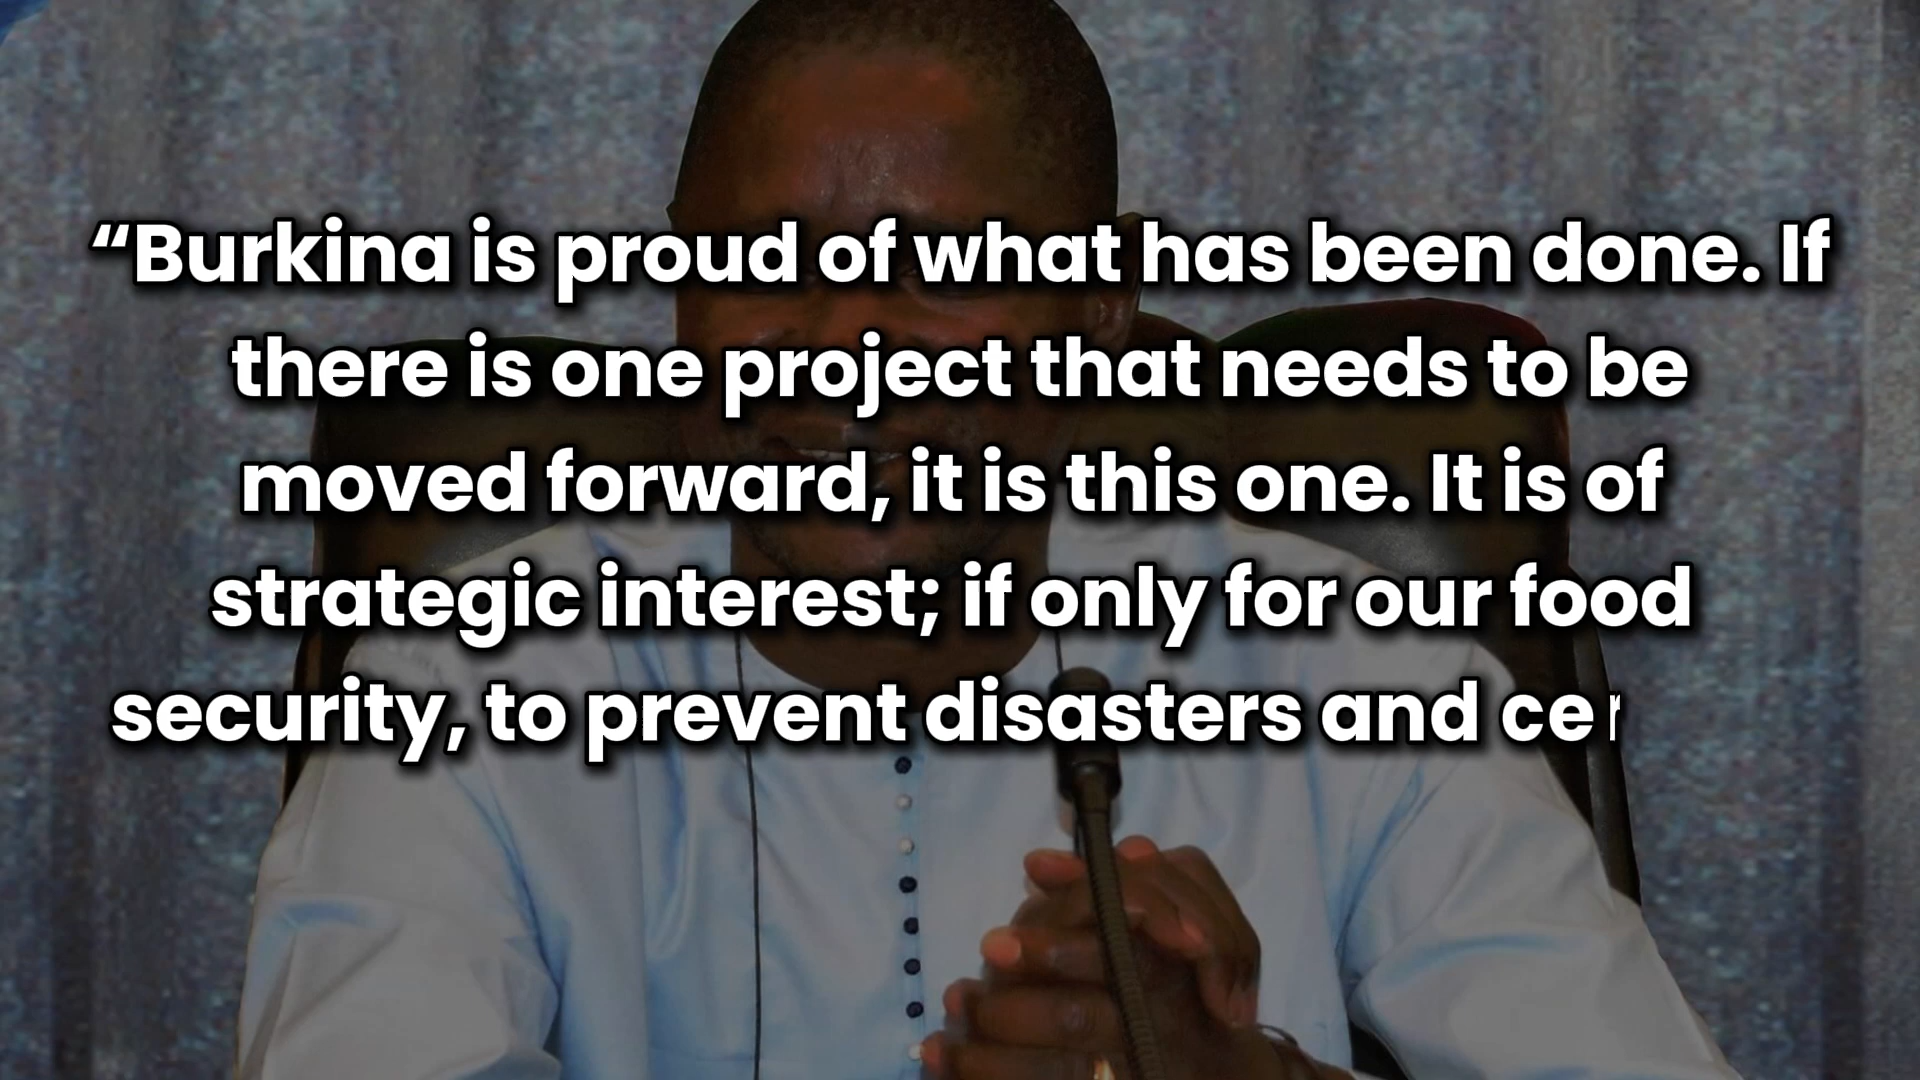 “Burkina is proud of what has been done. If
there is one project that needs to be
moved forward, it is this one. It is of
strategic interest; if only for our food
security, to prevent disasters and